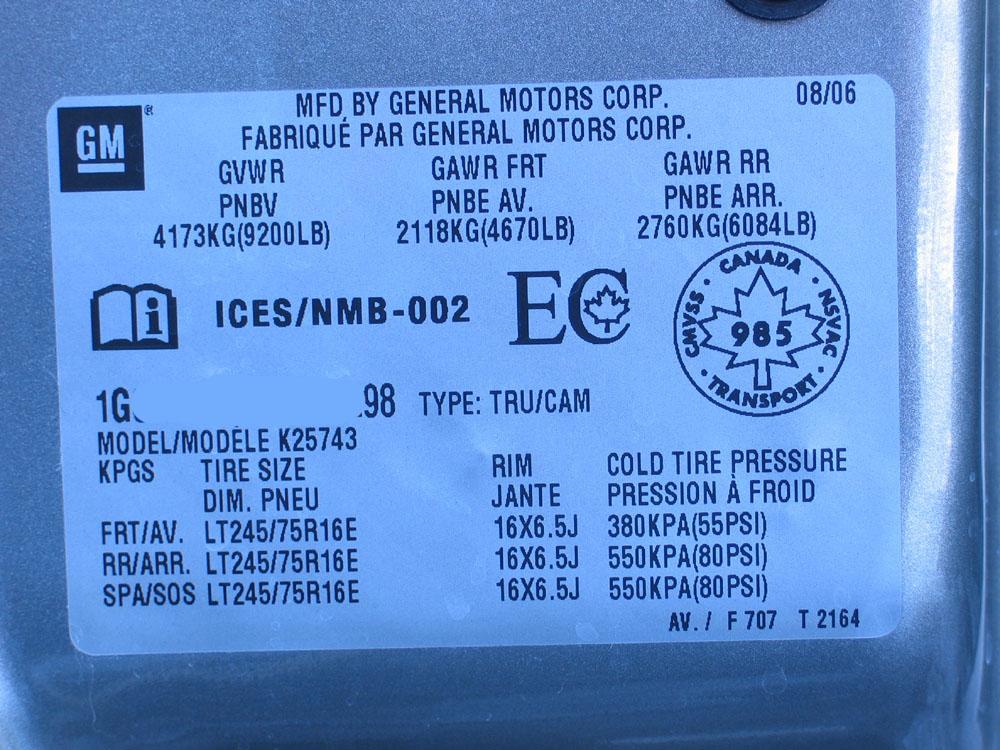 GM ®
MFD BY GENERAL MOTORS CORP. 08/06
FABRIQUÉ PAR GENERAL MOTORS CORP.
GVWR GAWR FRT GAWR RR
PNBV PNBE AV. PNBE ARR.
4173KG(9200LB) 2118KG(4670LB) 2760KG(6084LB)
i ICES/NMB-002 EC
CANADA
CMVSS · NSVAC
985
TRANSPORT
1G 98 TYPE: TRU/CAM
MODEL/MODÈLE K25743
KPGS TIRE SIZE RIM COLD TIRE PRESSURE
DIM. PNEU JANTE PRESSION À FROID
FRT/AV. LT245/75R16E 16X6.5J 380KPA(55PSI)
RR/ARR. LT245/75R16E 16X6.5J 550KPA(80PSI)
SPA/SOS LT245/75R16E 16X6.5J 550KPA(80PSI)
AV. / F 707 T 2164